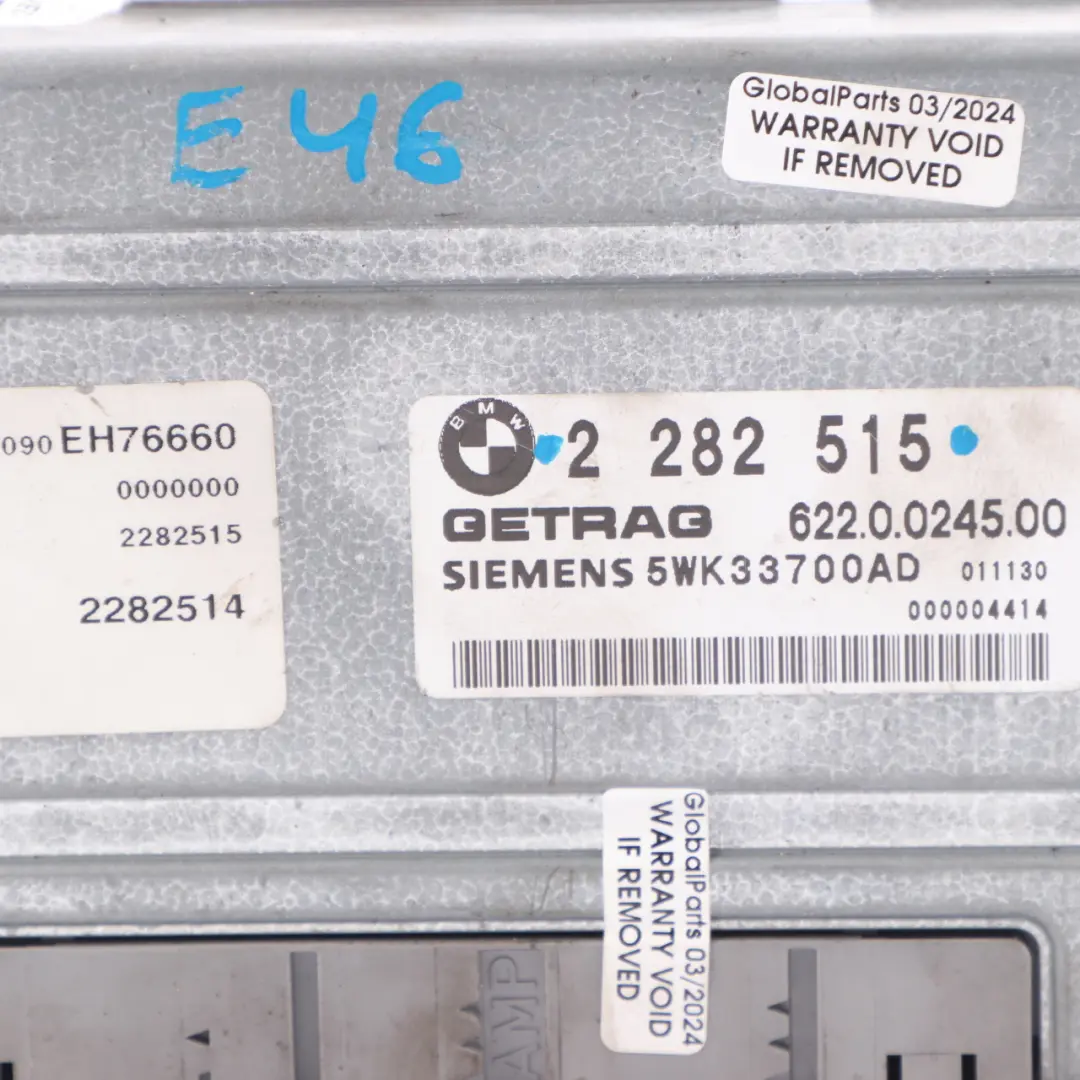 E46
GlobalParts 03/2024
WARRANTY VOID
IF REMOVED
090 EH76660
0000000
2282515
2282514
BMW
2 282 515
GETRAG 622.0.0245.00
SIEMENS 5WK33700AD 011130
000004414
GlobalParts 03/2024
WARRANTY VOID
IF REMOVED
AMP